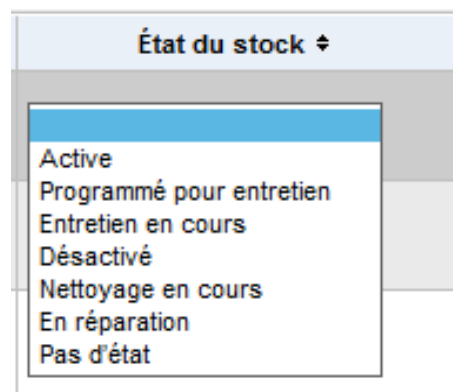 État du stock
Active
Programmé pour entretien
Entretien en cours
Désactivé
Nettoyage en cours
En réparation
Pas d'état